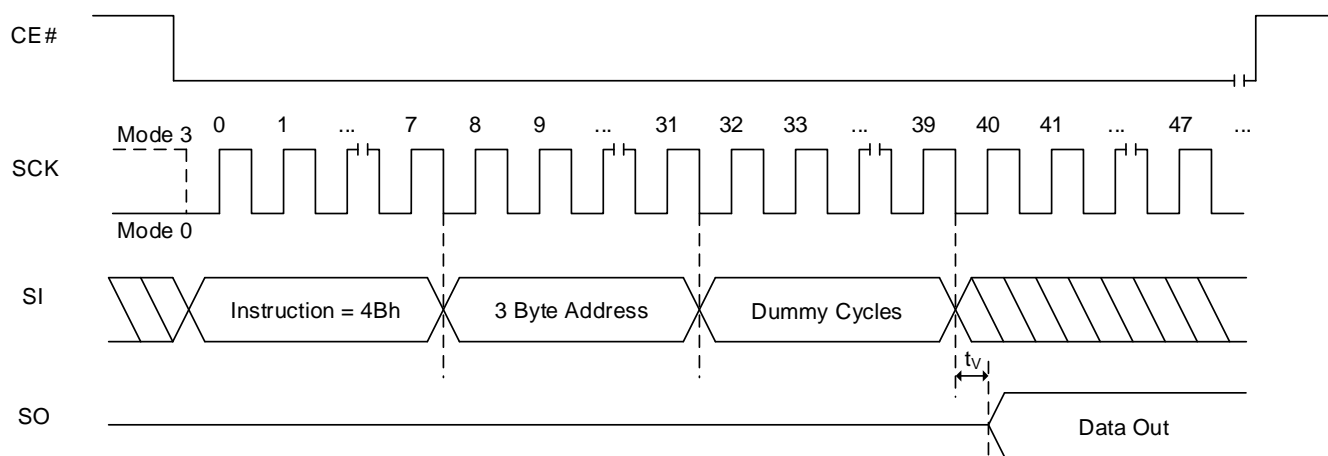 CE#
Mode 3 0 1 ... 7 8 9 ... 31 32 33 ... 39 40 41 ... 47 ...
SCK
Mode 0
SI Instruction = 4Bh 3 Byte Address Dummy Cycles
tV
SO Data Out